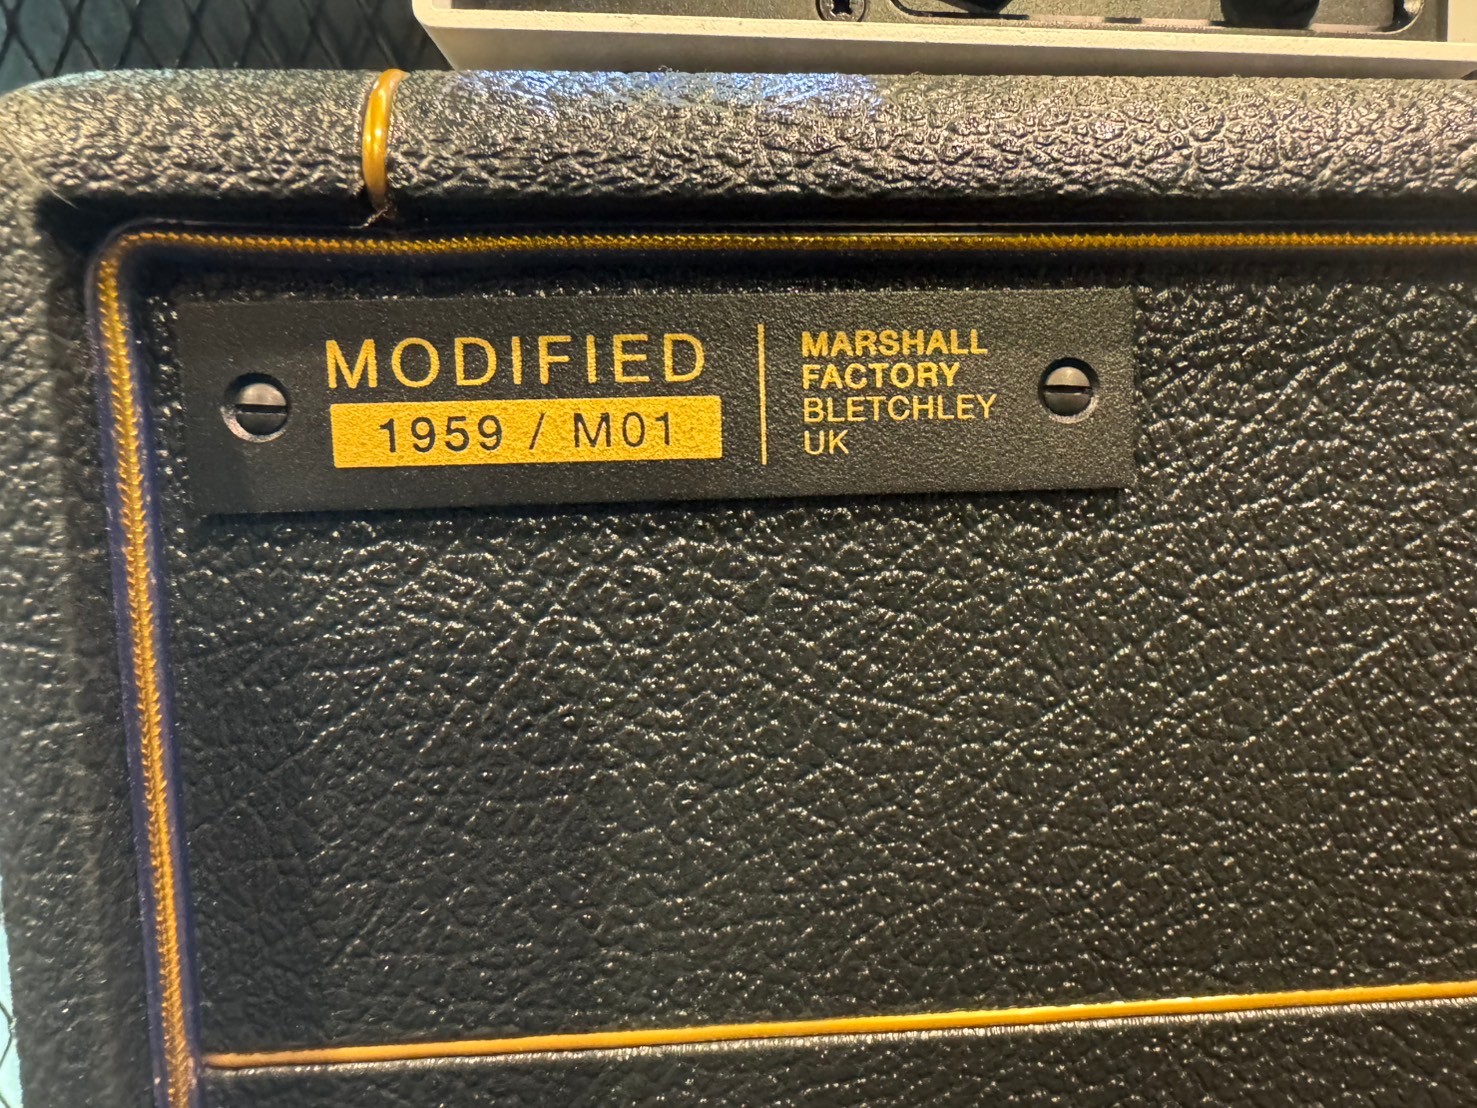 MODIFIED
1959 / M01
MARSHALL
FACTORY
BLETCHLEY
UK